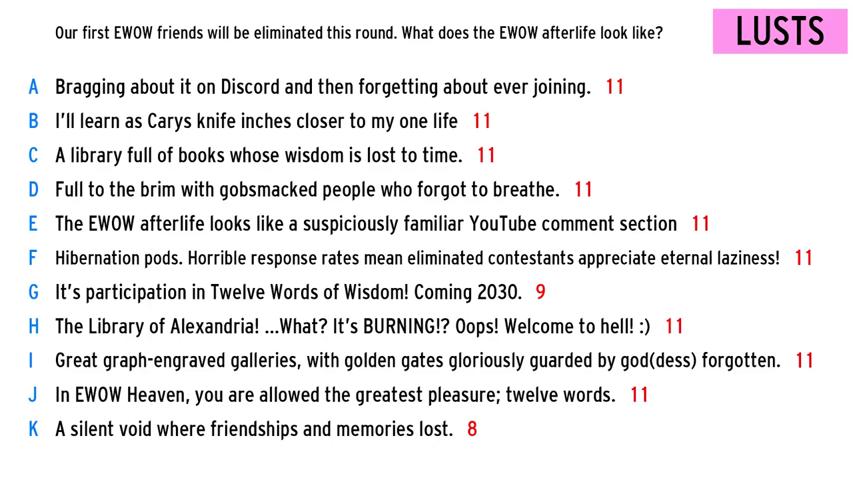 Our first EWOW friends will be eliminated this round. What does the EWOW afterlife look like?
LUSTS
A Bragging about it on Discord and then forgetting about ever joining. 11
B I'll learn as Carys knife inches closer to my one life 11
C A library full of books whose wisdom is lost to time. 11
D Full to the brim with gobsmacked people who forgot to breathe. 11
E The EWOW afterlife looks like a suspiciously familiar YouTube comment section 11
F Hibernation pods. Horrible response rates mean eliminated contestants appreciate eternal laziness! 11
G It's participation in Twelve Words of Wisdom! Coming 2030. 9
H The Library of Alexandria! ...What? It's BURNING!? Oops! Welcome to hell! :) 11
I Great graph-engraved galleries, with golden gates gloriously guarded by god(dess) forgotten. 11
J In EWOW Heaven, you are allowed the greatest pleasure; twelve words. 11
K A silent void where friendships and memories lost. 8